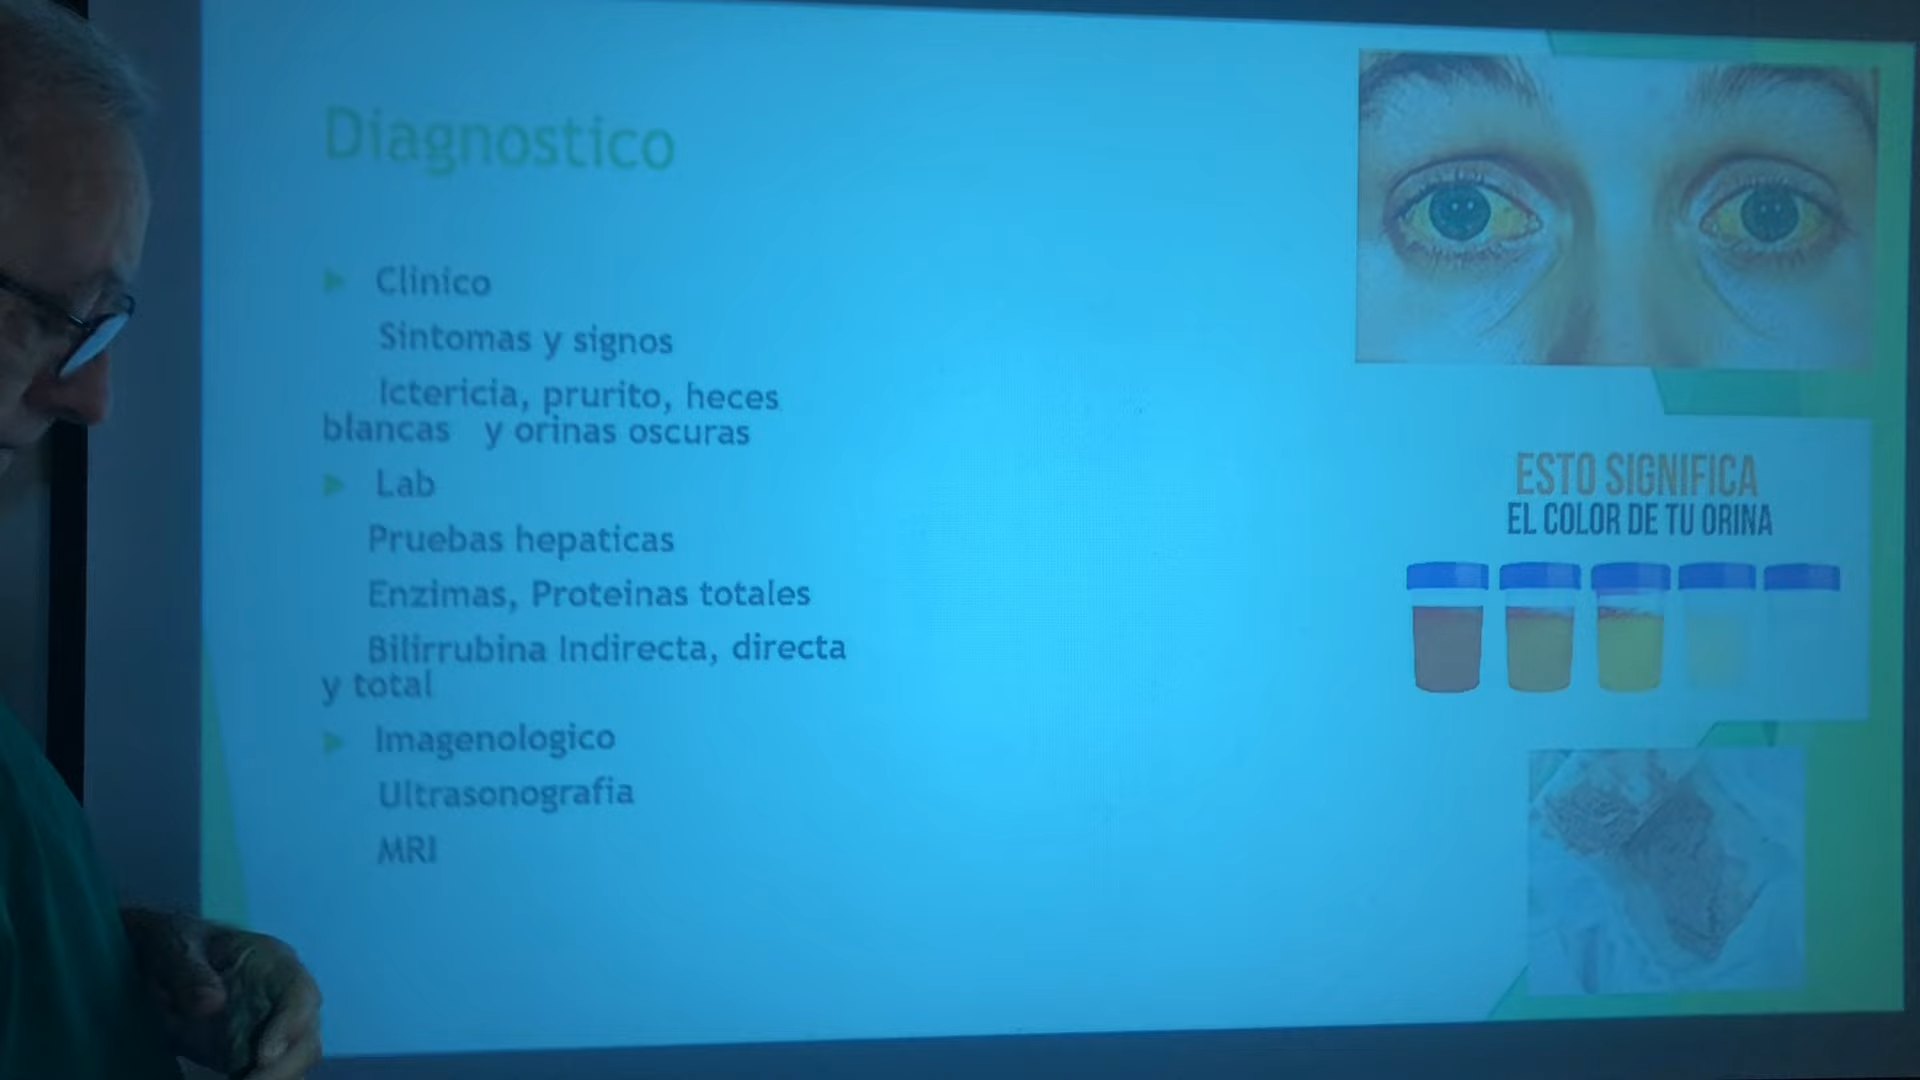 Diagnostico
Clinico
Sintomas y signos
Ictericia, prurito, heces
blancas y orinas oscuras
Lab
Pruebas hepaticas
Enzimas, Proteinas totales
Bilirrubina Indirecta, directa
y total
Imagenologico
Ultrasonografia
MRI
ESTO SIGNIFICA
EL COLOR DE TU ORINA